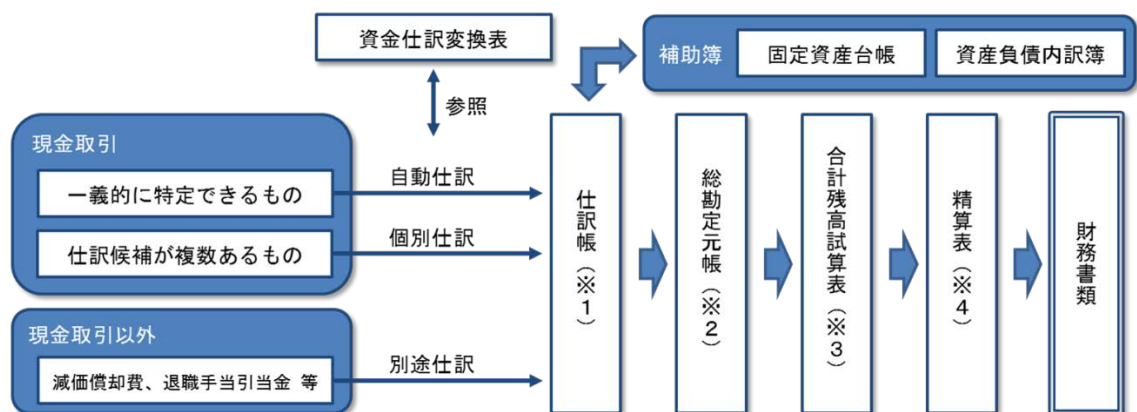 資金仕訳変換表
補助簿
固定資産台帳
資産負債内訳簿
参照
現金取引
一義的に特定できるもの
自動仕訳
仕訳候補が複数あるもの
個別仕訳
現金取引以外
減価償却費、退職手当引当金 等
別途仕訳
仕訳帳（※１）
総勘定元帳（※２）
合計残高試算表（※３）
精算表（※４）
財務書類